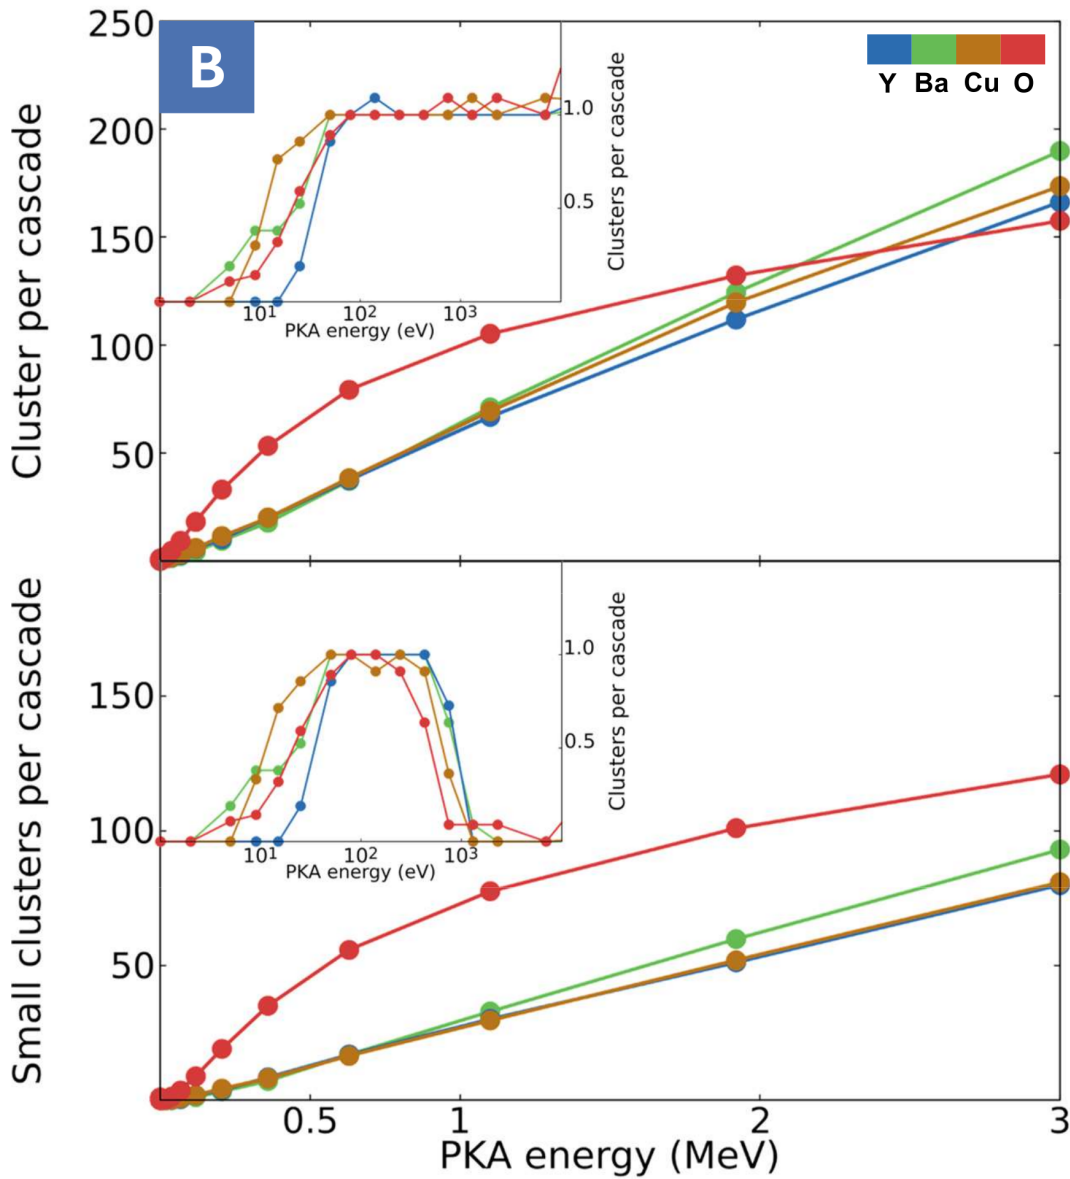 B
Y Ba Cu O
250
200
150
100
50
Cluster per cascade
1.0
0.5
Clusters per cascade
10¹ 10² 10³
PKA energy (eV)
150
100
50
Small clusters per cascade
1.0
0.5
Clusters per cascade
10¹ 10² 10³
PKA energy (eV)
0.5 1 2 3
PKA energy (MeV)